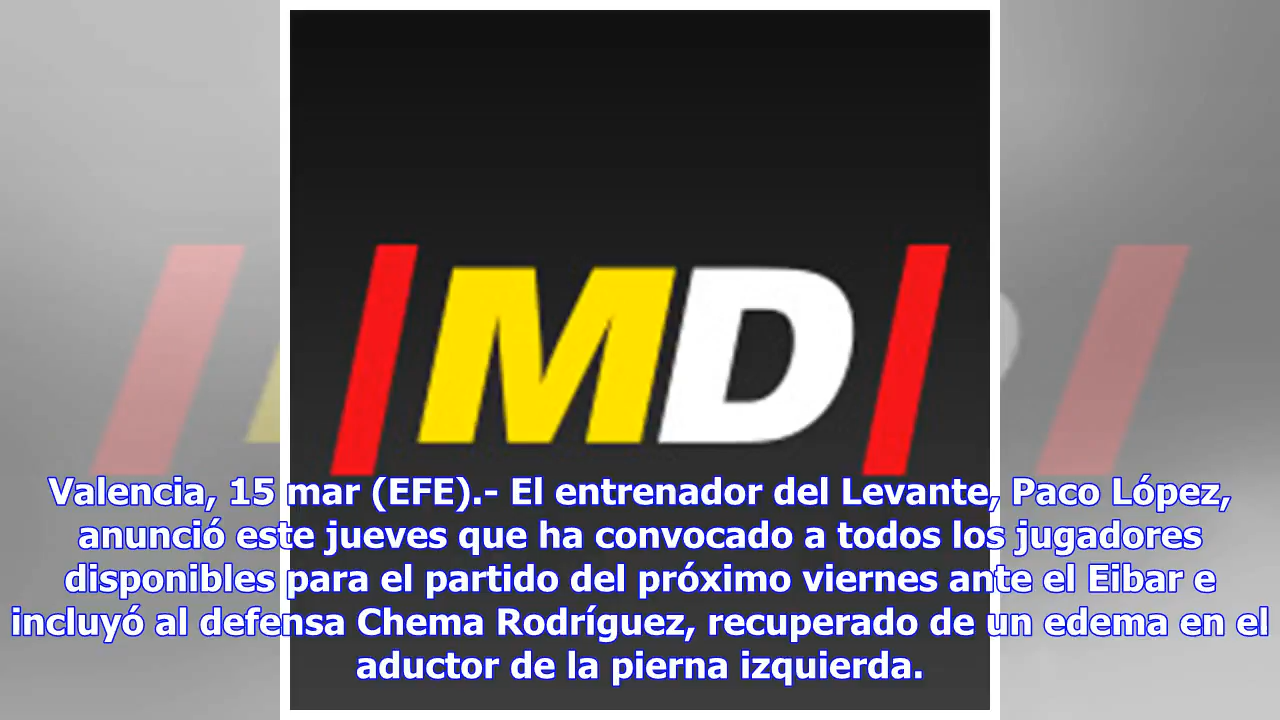 MD
Valencia, 15 mar (EFE).- El entrenador del Levante, Paco López,
anunció este jueves que ha convocado a todos los jugadores
disponibles para el partido del próximo viernes ante el Eibar e
incluyó al defensa Chema Rodríguez, recuperado de un edema en el
aductor de la pierna izquierda.